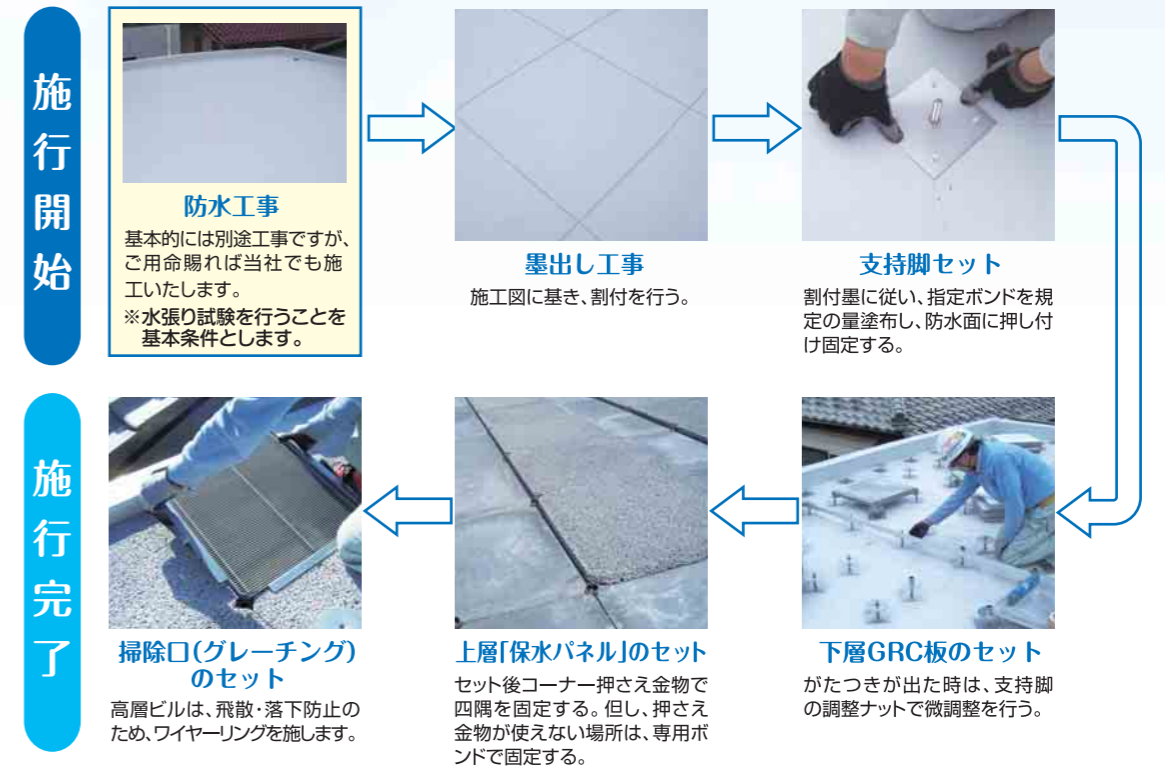 施行開始
防水工事
基本的には別途工事ですが、
ご用命賜れば当社でも施
工いたします。
※水張り試験を行うことを
基本条件とします。
墨出し工事
施工図に基き、割付を行う。
支持脚セット
割付墨に従い、指定ボンドを規
定の量塗布し、防水面に押し付
け固定する。
下層GRC板のセット
がたつきが出た時は、支持脚
の調整ナットで微調整を行う。
上層「保水パネル」のセット
セット後コーナー押さえ金物で
四隅を固定する。但し、押さえ
金物が使えない場所は、専用ボ
ンドで固定する。
掃除口(グレーチング)
のセット
高層ビルは、飛散・落下防止の
ため、ワイヤーリングを施します。
施行完了